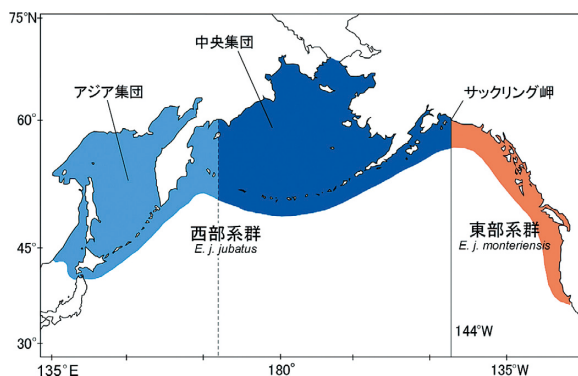 75°N
中央集団
アジア集団
サックリング岬
60°
西部系群
E. j. jubatus
東部系群
E. j. monteriensis
45°
144°W
30°
135°E
180°
135°W